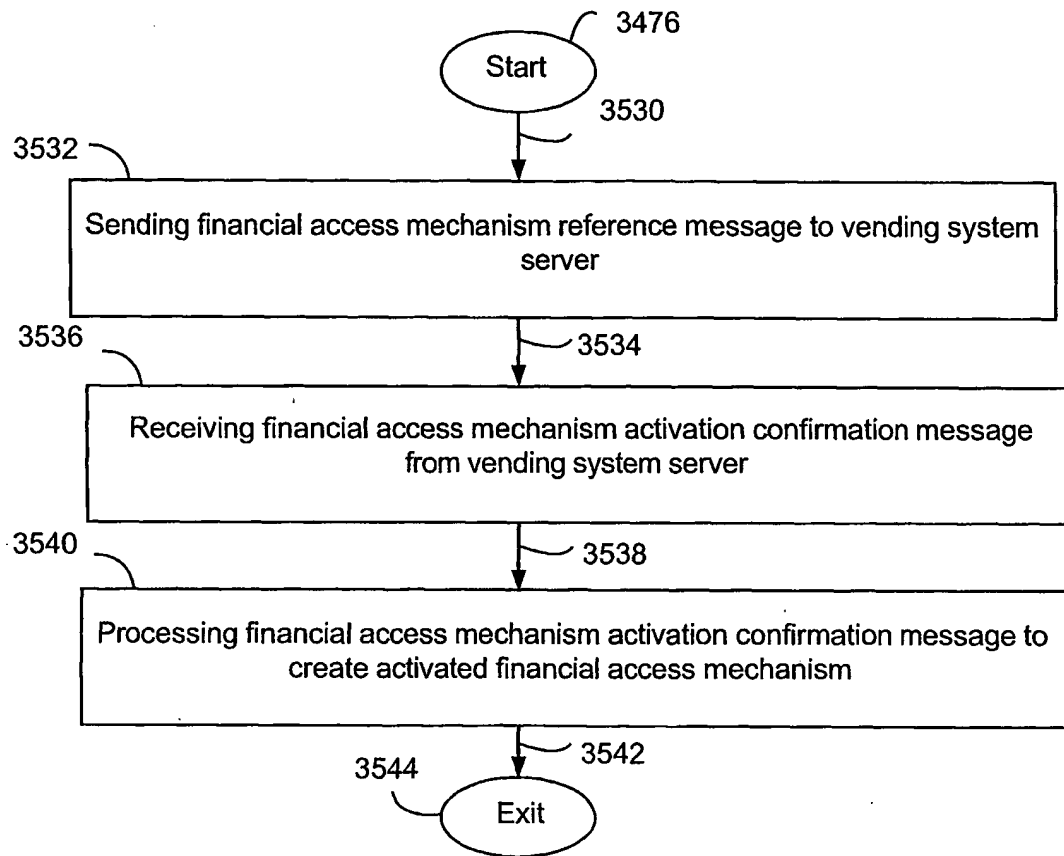 3476
Start
3530
3532
Sending financial access mechanism reference message to vending system
server
3536
3534
Receiving financial access mechanism activation confirmation message
from vending system server
3540
3538
Processing financial access mechanism activation confirmation message to
create activated financial access mechanism
3542
3544
Exit